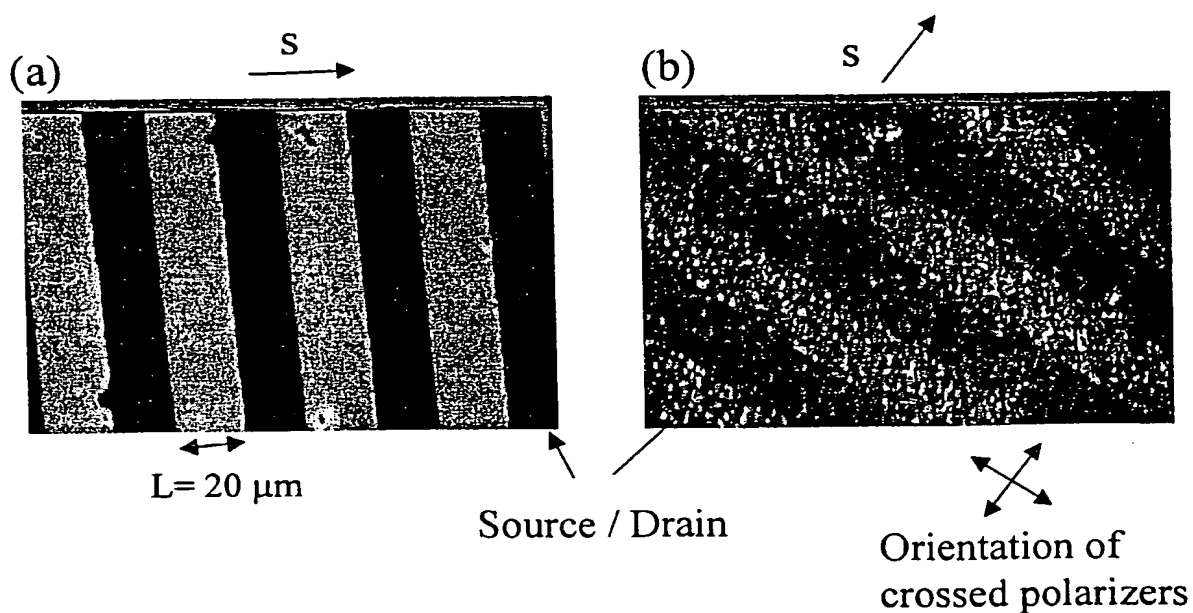 (a)
s
(b)
s
L= 20 μm
Source / Drain
Orientation of
crossed polarizers